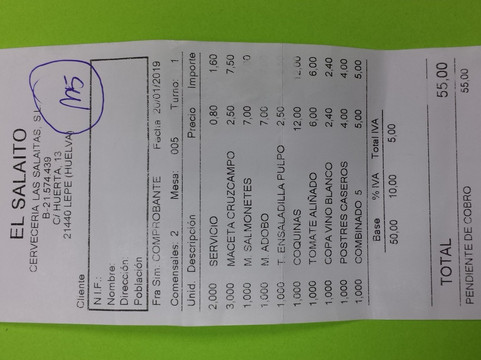 EL SALAITO
CERVECERIA LAS SALAITAS, S.L.
B-21.574.439
C/ HUERTA, 13
21440 LEPE (HUELVA)
Cliente
N.I.F.:
Nombre
Dirección
Población
Fra Sim: COMPROBANTE Fecha 20/01/2019
Comensales: 2 Mesa: 005 Turno: 1
Unid. Descripción Precio Importe
2,000 SERVICIO 0,80 1,60
3,000 MACETA CRUZCAMPO 2,50 7,50
1,000 M. SALMONETES 7,00
1,000 M. ADOBO 7,00
1,000 T. ENSALADILLA PULPO 2,50
1,000 COQUINAS 12,00 12,00
1,000 TOMATE ALIÑADO 6,00 6,00
1,000 COPA VINO BLANCO 2,40 2,40
1,000 POSTRES CASEROS 4,00 4,00
1,000 COMBINADO 5 5,00 5,00
Base % IVA Total IVA
50,00 10,00 5,00
TOTAL 55,00
PENDIENTE DE COBRO 55,00